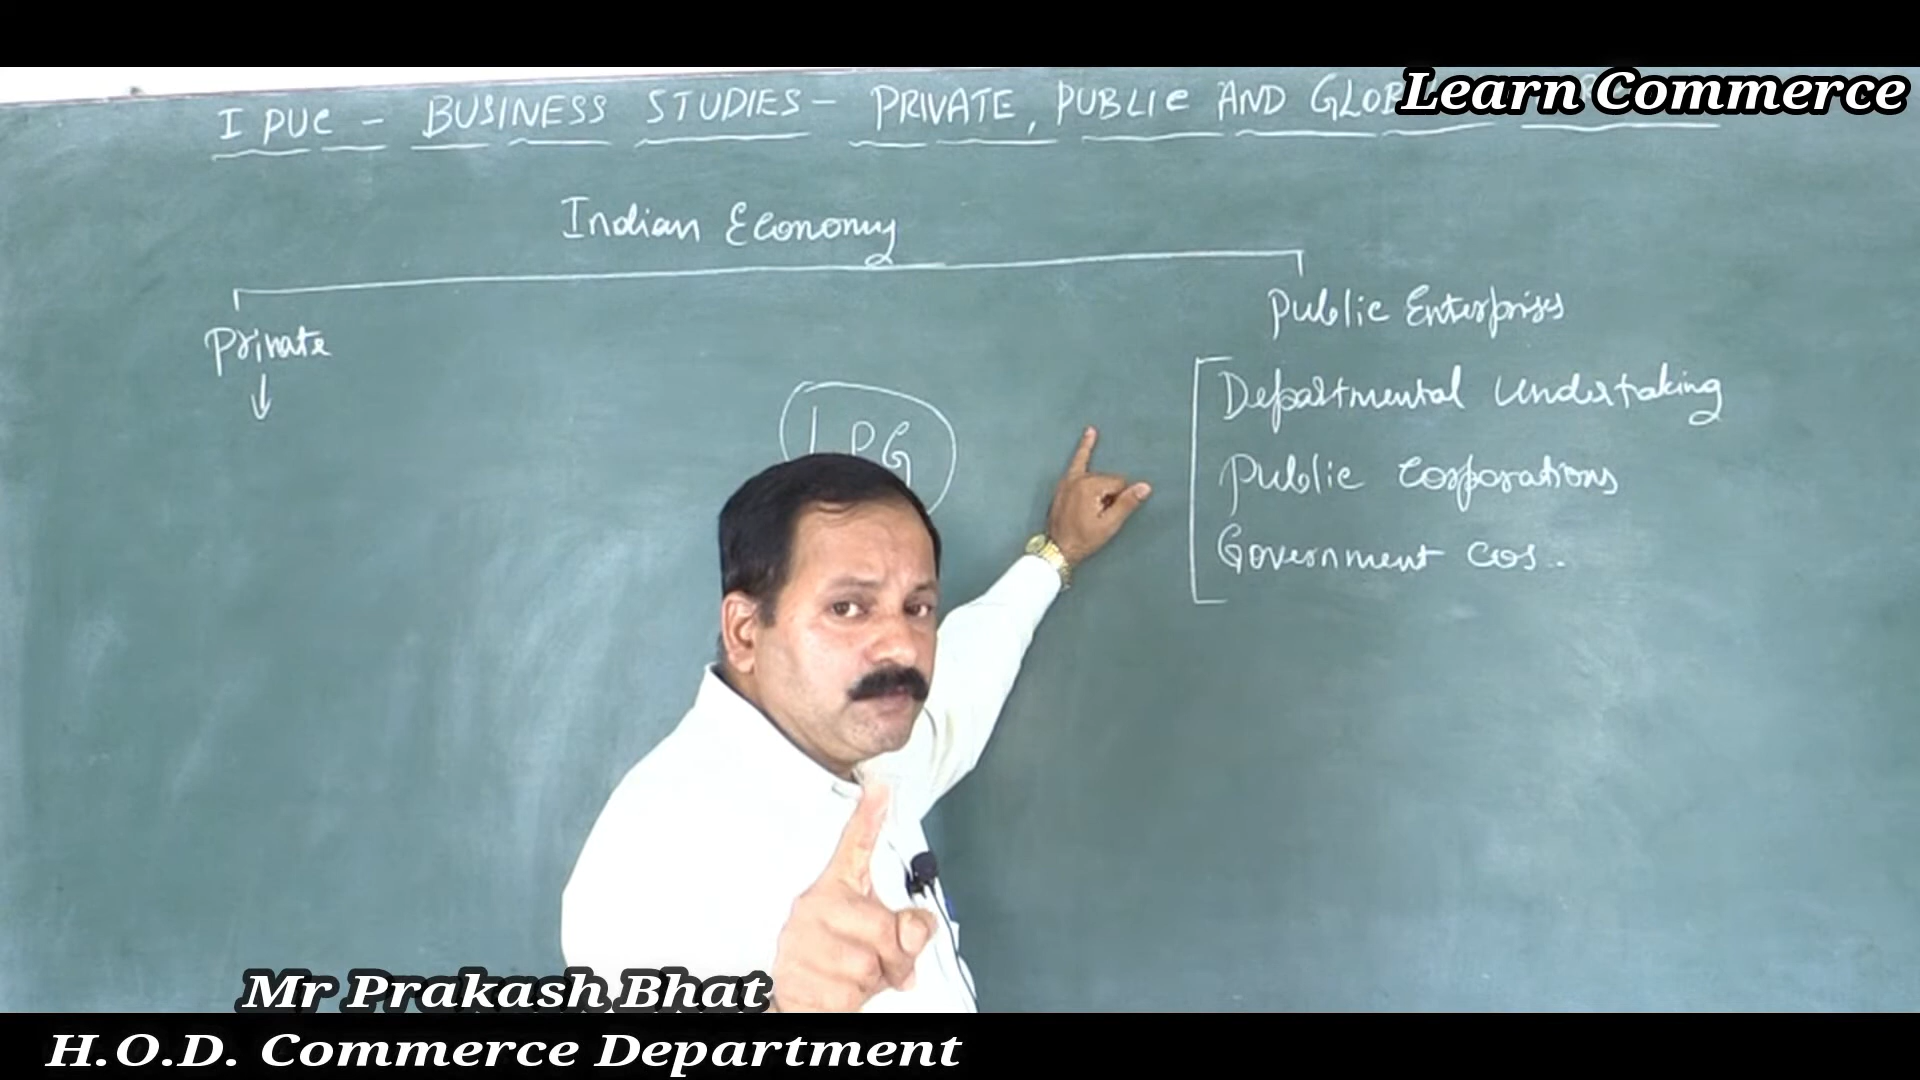 Learn Commerce
I PUC - BUSINESS STUDIES - PRIVATE, PUBLIC AND
Indian Economy
Private
Public Enterprises
Departmental Undertaking
Public Corporations
Government Cos..
LPG
Mr Prakash Bhat
H.O.D. Commerce Department